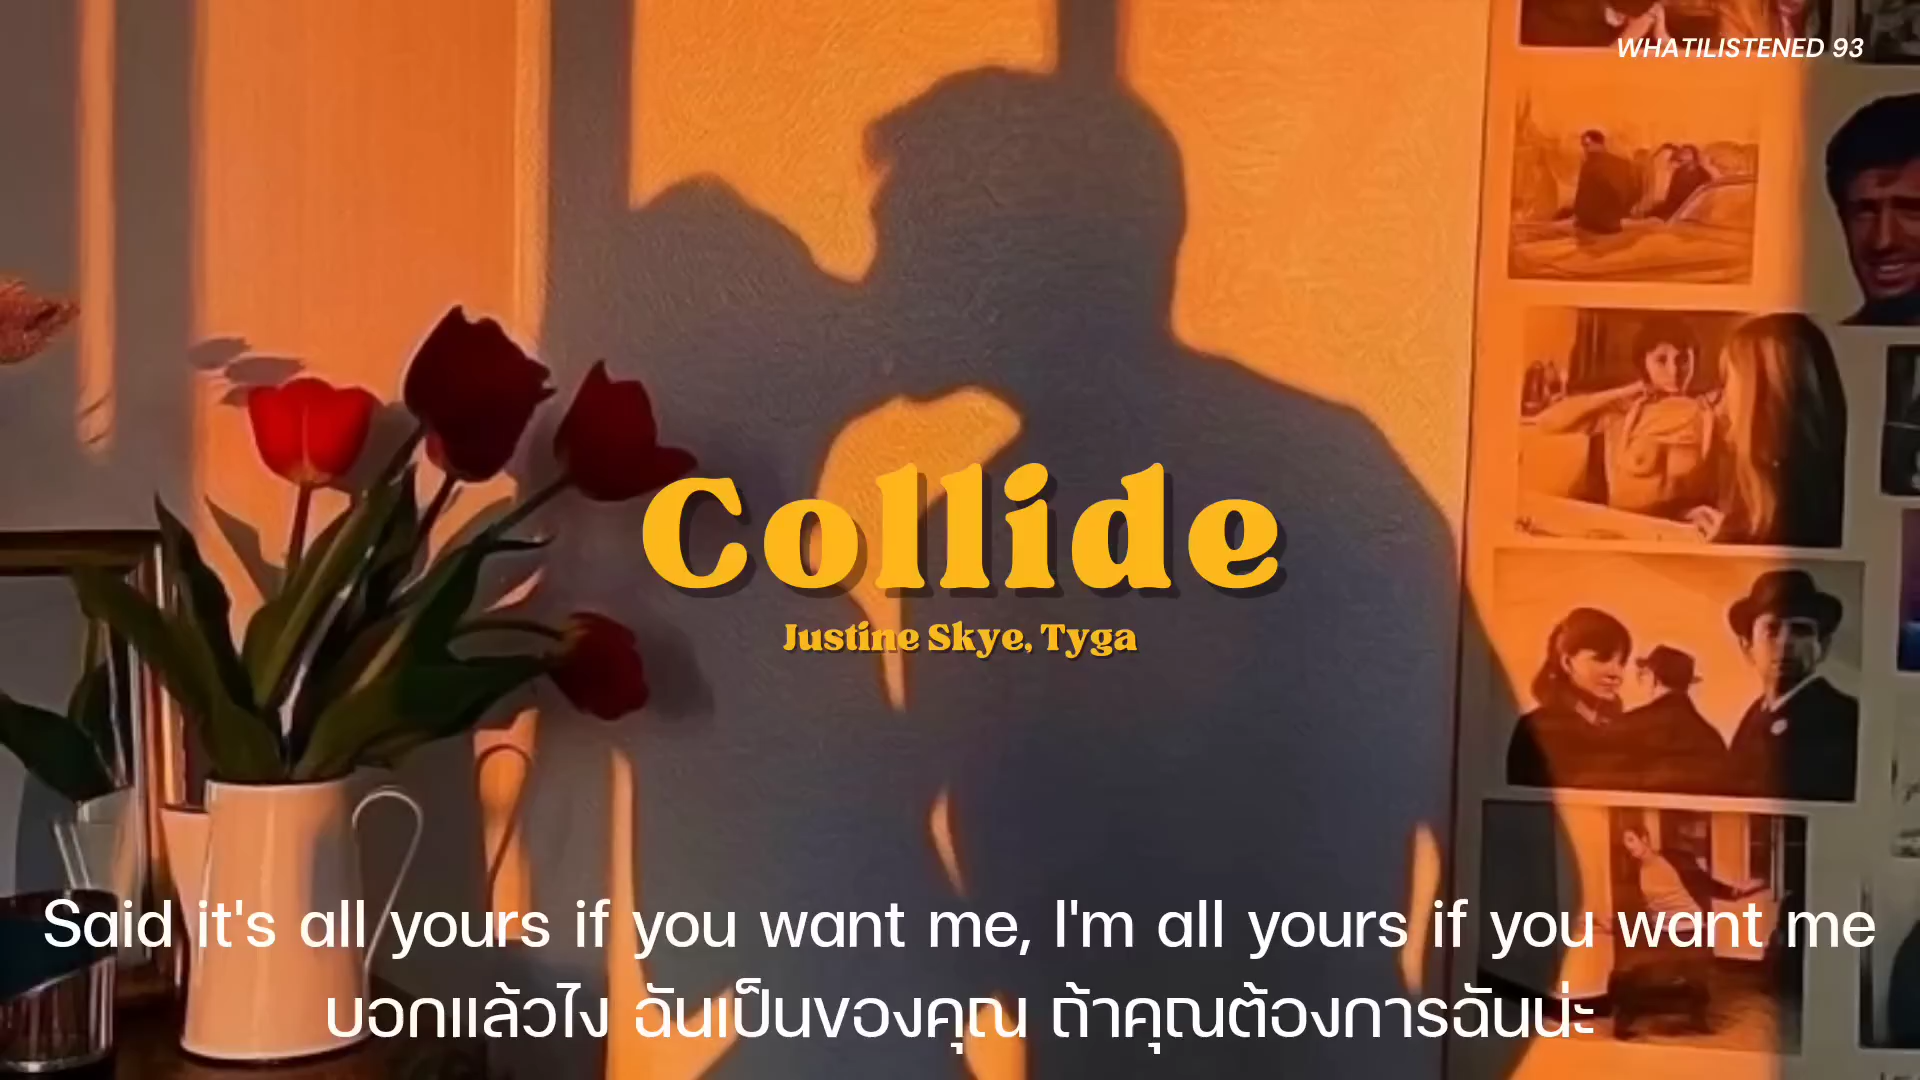 WHATILISTENED 93
Collide
Justine Skye, Tyga
Said it's all yours if you want me, I'm all yours if you want me
บอกแล้วไง ฉันเป็นของคุณ ถ้าคุณต้องการฉันน่ะ